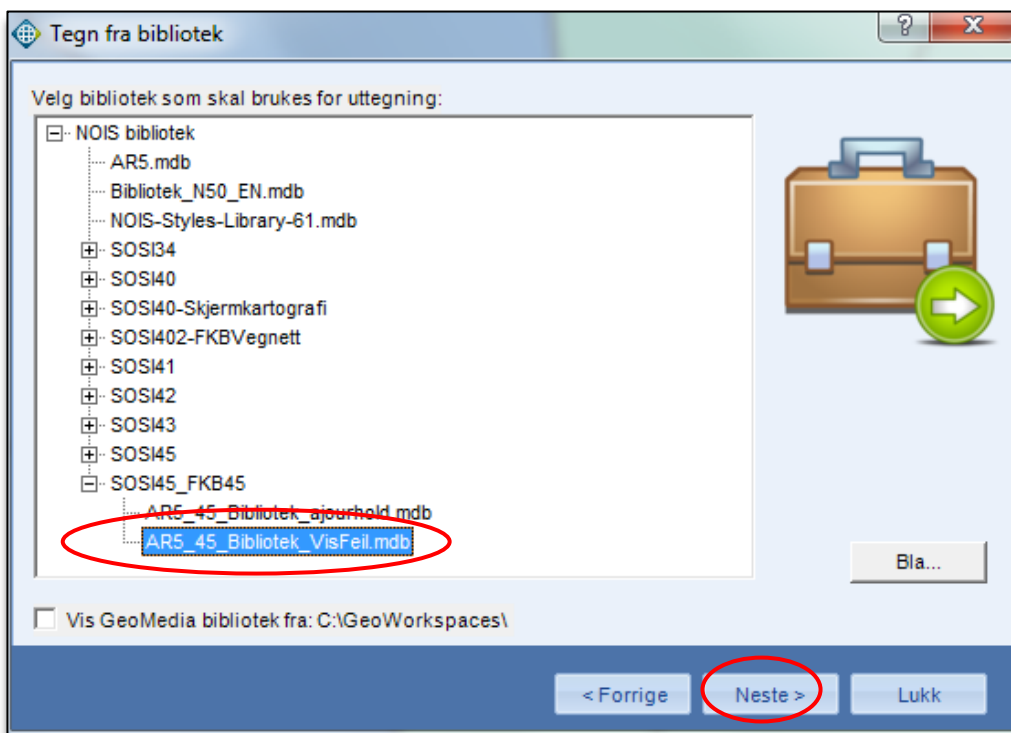 Tegn fra bibliotek
Velg bibliotek som skal brukes for uttegning:
NOIS bibliotek
AR5.mdb
Bibliotek_N50_EN.mdb
NOIS-Styles-Library-61.mdb
SOSI34
SOSI40
SOSI40-Skjermkartografi
SOSI402-FKBVegnett
SOSI41
SOSI42
SOSI43
SOSI45
SOSI45_FKB45
AR5_45_Bibliotek_ajourhold.mdb
AR5_45_Bibliotek_VisFeil.mdb
Bla...
Vis GeoMedia bibliotek fra: C:\GeoWorkspaces\
< Forrige Neste > Lukk